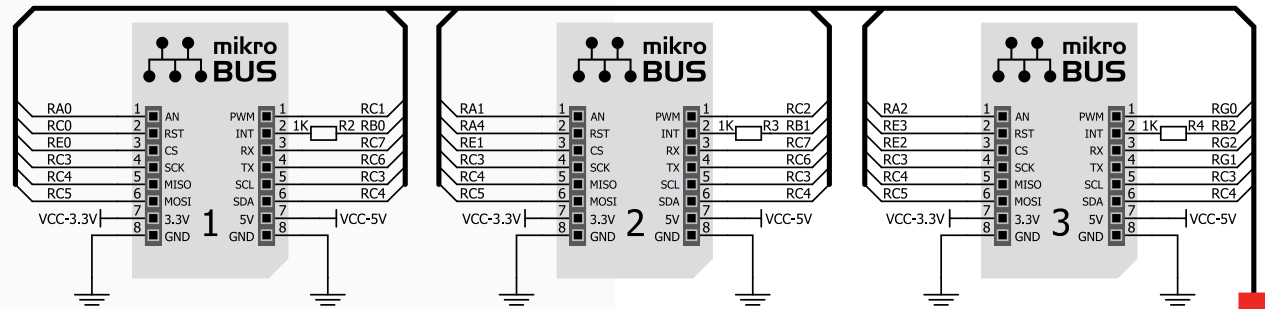 mikro mikro mikro
BUS BUS BUS
RA0 1 AN PWM 1 RC1 RA1 1 AN PWM 1 RC2 RA2 1 AN PWM 1 RG0
RC0 2 RST INT 2 1K R2 RB0 RA4 2 RST INT 2 1K R3 RB1 RE3 2 RST INT 2 1K R4 RB2
RE0 3 CS RX 3 RC7 RE1 3 CS RX 3 RC7 RE2 3 CS RX 3 RG2
RC3 4 SCK TX 4 RC6 RC3 4 SCK TX 4 RC6 RC3 4 SCK TX 4 RG1
RC4 5 MISO SCL 5 RC3 RC4 5 MISO SCL 5 RC3 RC4 5 MISO SCL 5 RC3
RC5 6 MOSI SDA 6 RC4 RC5 6 MOSI SDA 6 RC4 RC5 6 MOSI SDA 6 RC4
VCC-3.3V 7 3.3V 5V 7 VCC-5V VCC-3.3V 7 3.3V 5V 7 VCC-5V VCC-3.3V 7 3.3V 5V 7 VCC-5V
8 GND 1 GND 8 8 GND 2 GND 8 8 GND 3 GND 8